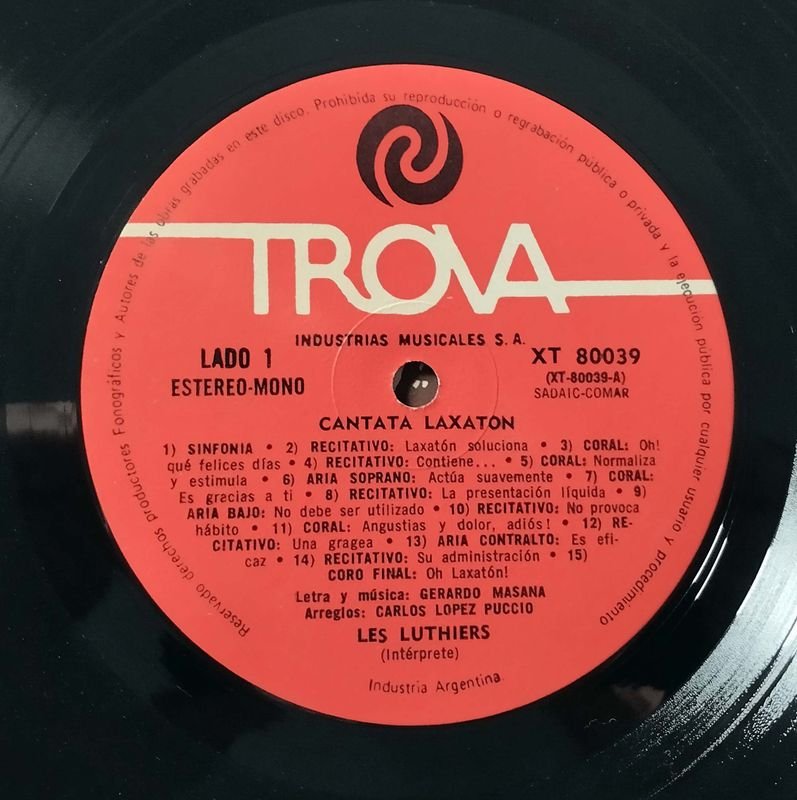 Reservado derechos productores Fonográficos y Autores de las obras grabadas en este disco. Prohibida su reproducción o regrabación pública o privada y la ejecución pública por cualquier usuario y procedimiento
TROVA
INDUSTRIAS MUSICALES S.A.
LADO 1
ESTEREO-MONO
XT 80039
(XT-80039-A)
SADAIC-COMAR
CANTATA LAXATON
1) SINFONIA • 2) RECITATIVO: Laxatón soluciona • 3) CORAL: Oh!
qué felices días • 4) RECITATIVO: Contiene... • 5) CORAL: Normaliza
y estimula • 6) ARIA SOPRANO: Actúa suavemente • 7) CORAL:
Es gracias a ti • 8) RECITATIVO: La presentación líquida • 9)
ARIA BAJO: No debe ser utilizado • 10) RECITATIVO: No provoca
hábito • 11) CORAL: Angustias y dolor, adiós! • 12) RE-
CITATIVO: Una gragea • 13) ARIA CONTRALTO: Es efi-
caz • 14) RECITATIVO: Su administración • 15)
CORO FINAL: Oh Laxatón!
Letra y música: GERARDO MASANA
Arreglos: CARLOS LOPEZ PUCCIO
LES LUTHIERS
(Intérprete)
Industria Argentina